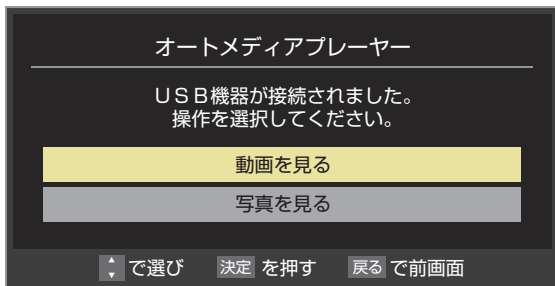 オートメディアプレーヤー
USB機器が接続されました。
操作を選択してください。
動画を見る
写真を見る
で選び 決定 を押す 戻る で前画面